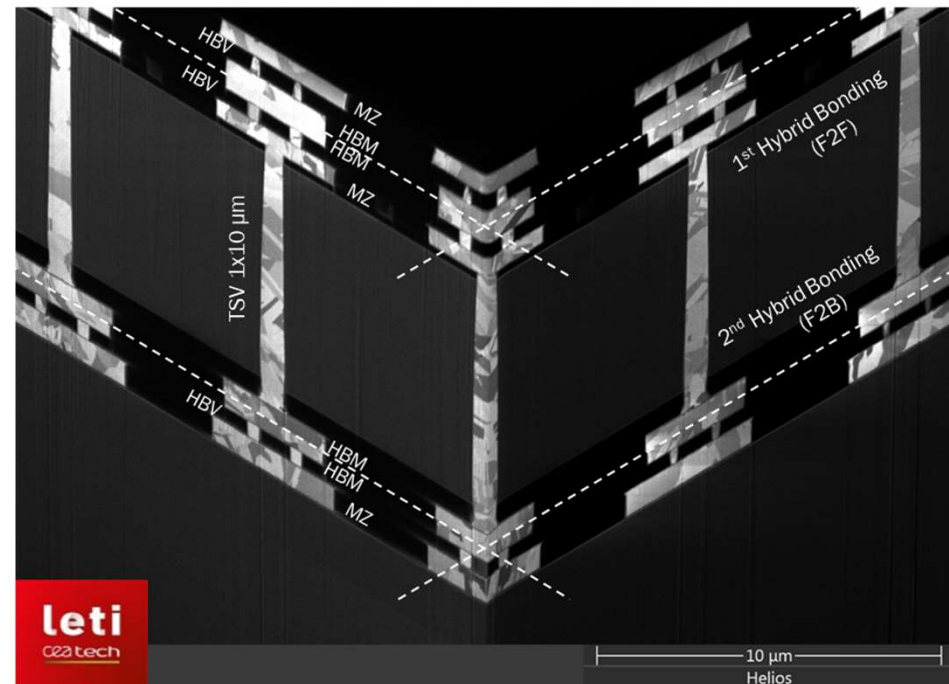 HBV
HBV
MZ
HBM
HBM
MZ
1st Hybrid Bonding
(F2F)
TSV 1x10 µm
2nd Hybrid Bonding
(F2B)
HBV
HBM
HBM
MZ
leti
ceatech
10 µm
Helios